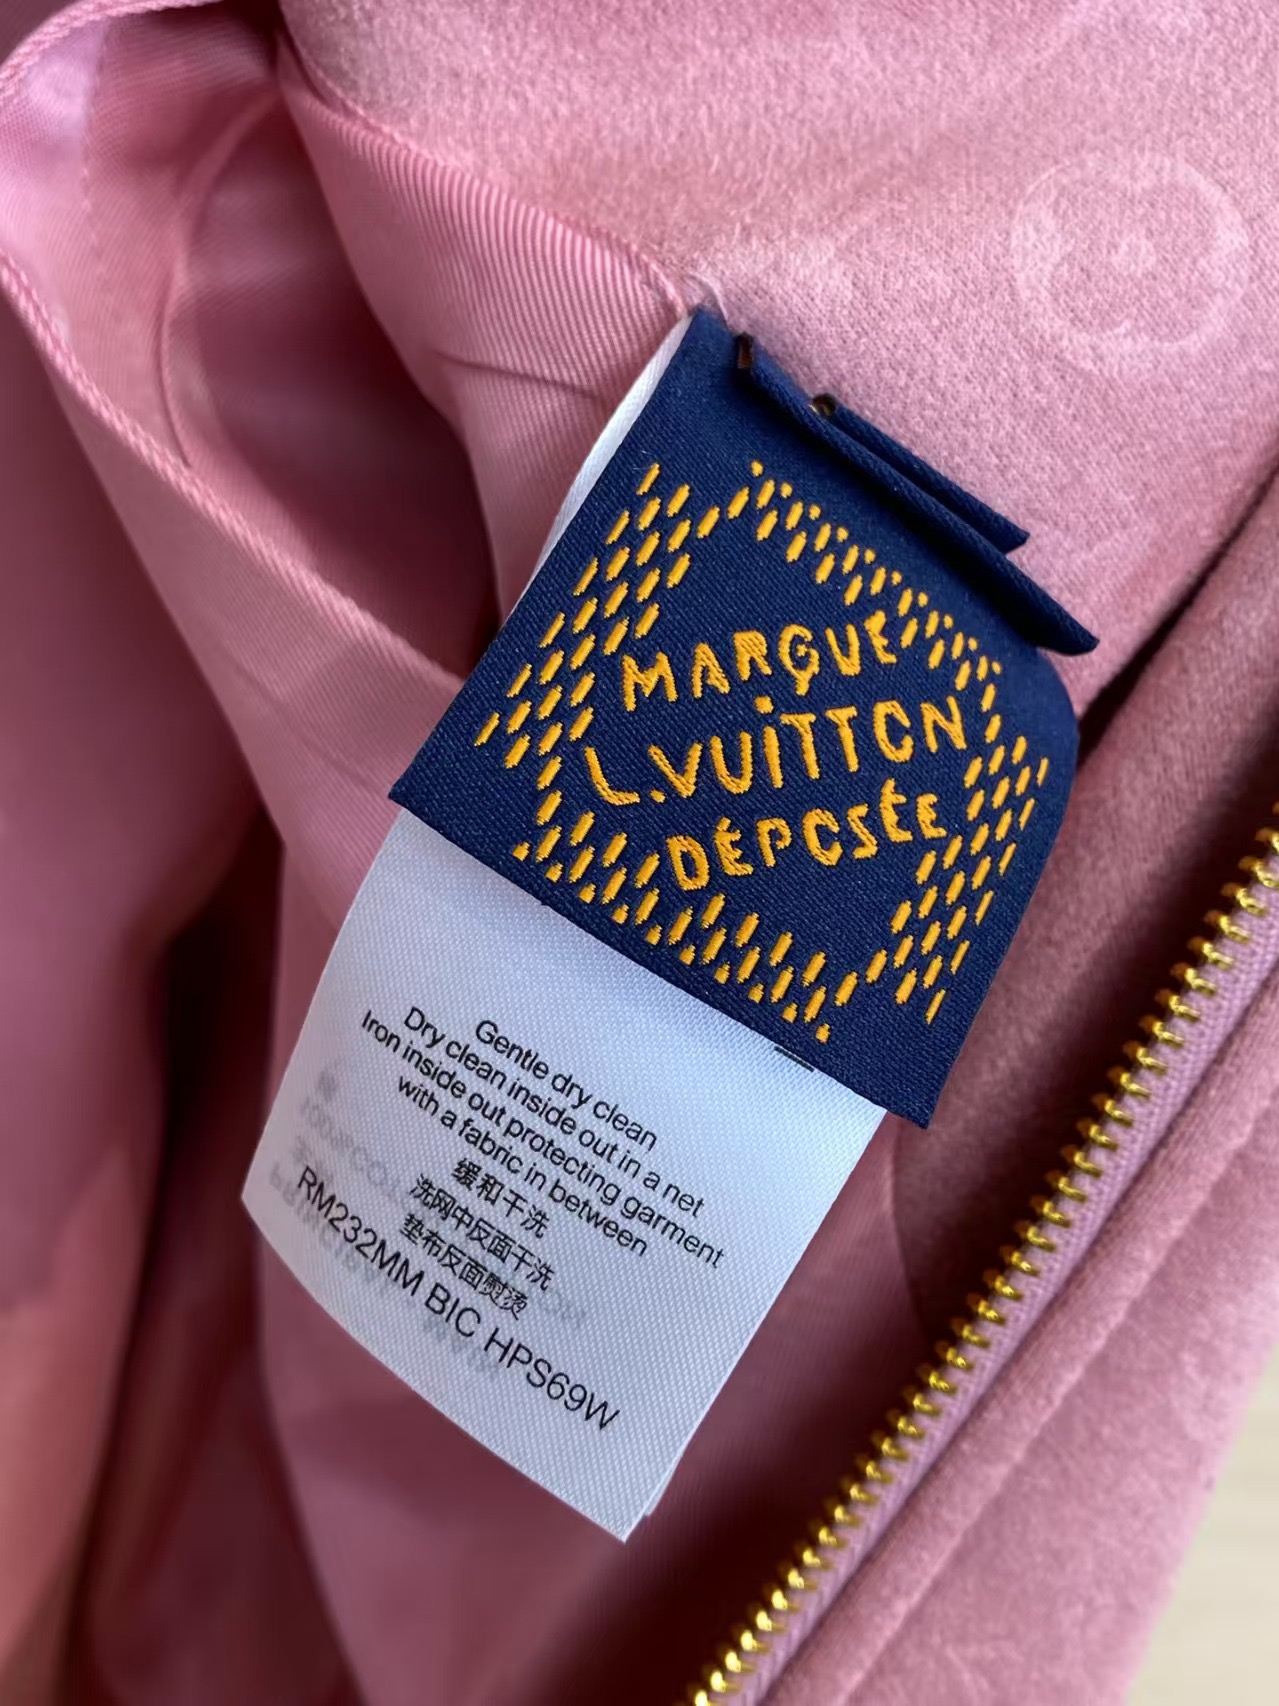 MARQUE
L.VUITTON
DÉPOSÉE
Gentle dry clean
Dry clean inside out in a net
Iron inside out protecting garment
with a fabric in between
缓和干洗
洗网中反面干洗
垫布反面熨烫
RM232MM BIC HPS69W